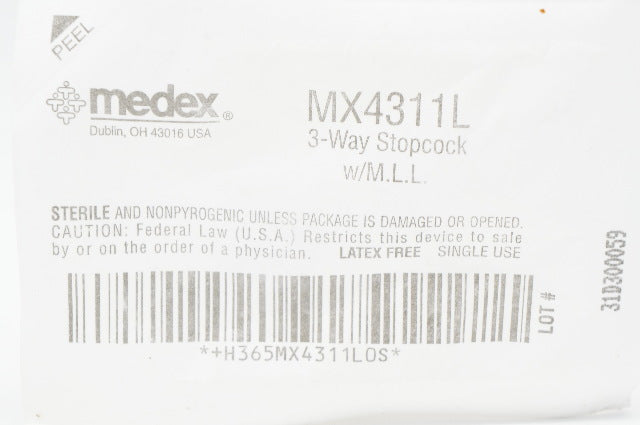 PEEL
medex®
Dublin, OH 43016 USA
MX4311L
3-Way Stopcock
w/M.L.L.
STERILE AND NONPYROGENIC UNLESS PACKAGE IS DAMAGED OR OPENED.
CAUTION: Federal Law (U.S.A.) Restricts this device to sale
by or on the order of a physician. LATEX FREE SINGLE USE
*+H365MX4311L0S*
LOT #
31D300059